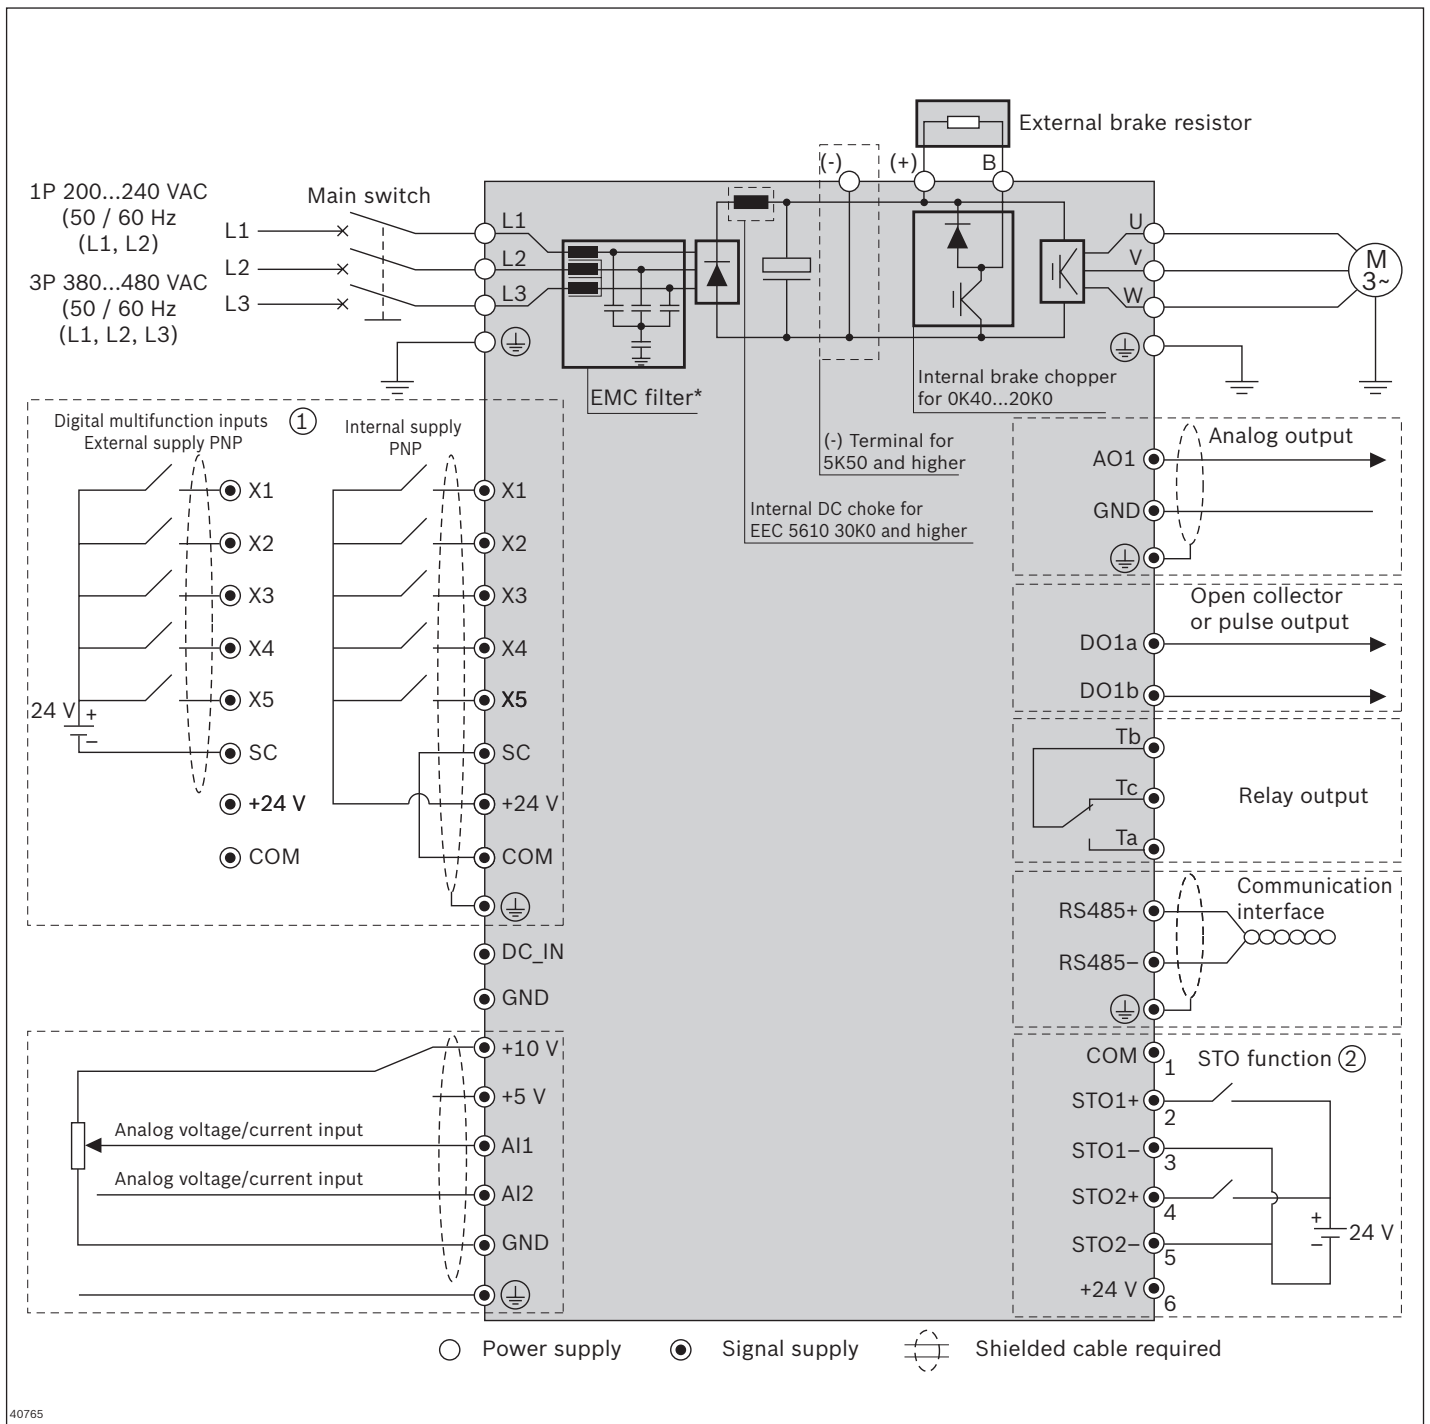 External brake resistor
(-)
(+)
B
1P 200...240 VAC
(50 / 60 Hz
(L1, L2)
3P 380...480 VAC
(50 / 60 Hz
(L1, L2, L3)
Main switch
L1
L2
L3
L1
L2
L3
U
V
W
M
3~
EMC filter*
Internal brake chopper
for 0K40...20K0
(-) Terminal for
5K50 and higher
Internal DC choke for
EEC 5610 30K0 and higher
Digital multifunction inputs
External supply PNP
1
Internal supply
PNP
X1
X2
X3
X4
X5
24 V
+
−
SC
+24 V
COM
X1
X2
X3
X4
X5
SC
+24 V
COM
DC_IN
GND
+10 V
+5 V
Analog voltage/current input
AI1
Analog voltage/current input
AI2
GND
Analog output
AO1
GND
Open collector
or pulse output
DO1a
DO1b
Tb
Tc
Ta
Relay output
Communication
interface
RS485+
RS485−
COM
1
STO function 2
STO1+
2
STO1−
3
STO2+
4
STO2−
5
+24 V
6
+
−
24 V
Power supply
Signal supply
Shielded cable required
40765